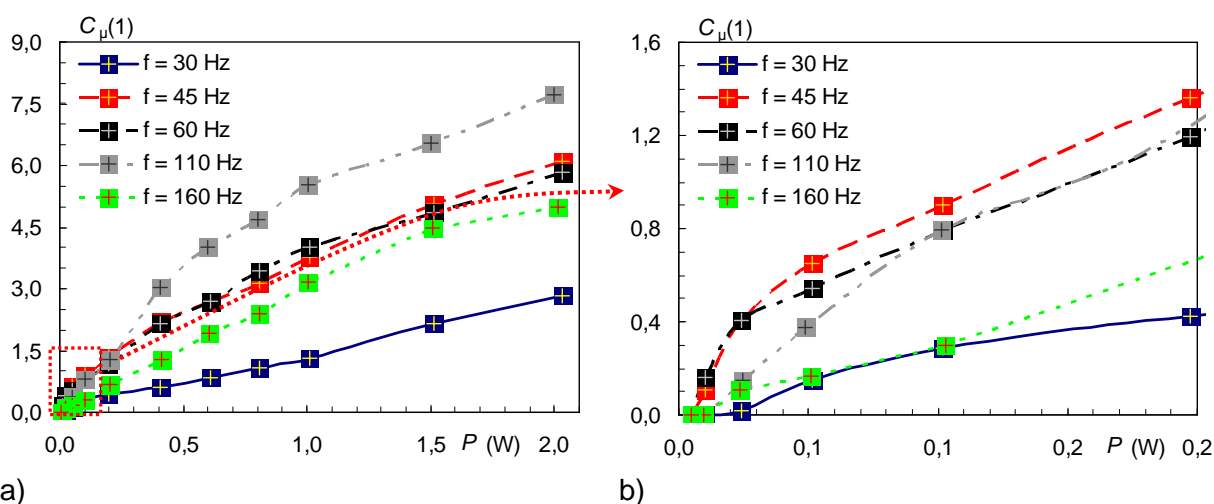 C μ(1)
9,0
7,5
6,0
4,5
3,0
1,5
0,0
f = 30 Hz
f = 45 Hz
f = 60 Hz
f = 110 Hz
f = 160 Hz
0,0
0,5
1,0
1,5
P (W)
2,0
a)
C μ(1)
1,6
1,2
0,8
0,4
0,0
f = 30 Hz
f = 45 Hz
f = 60 Hz
f = 110 Hz
f = 160 Hz
0,0
0,1
0,1
0,2
P (W)
0,2
b)